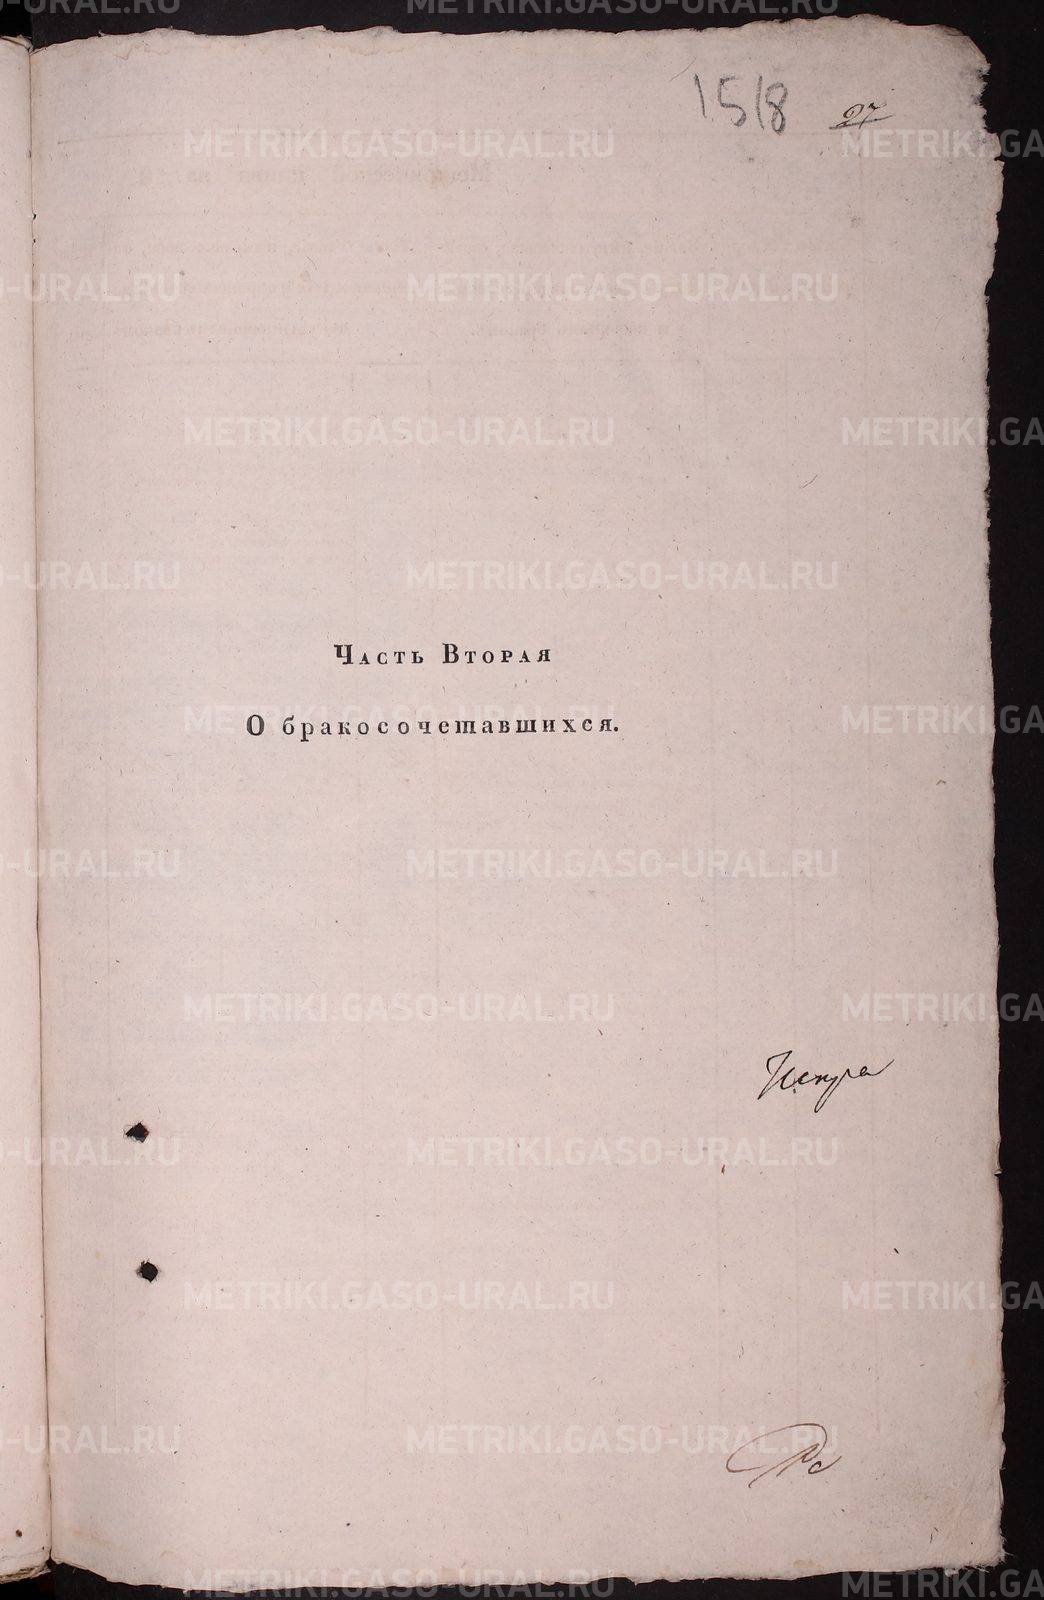 1518 27
Часть Вторая
О бракосочетавшихся.